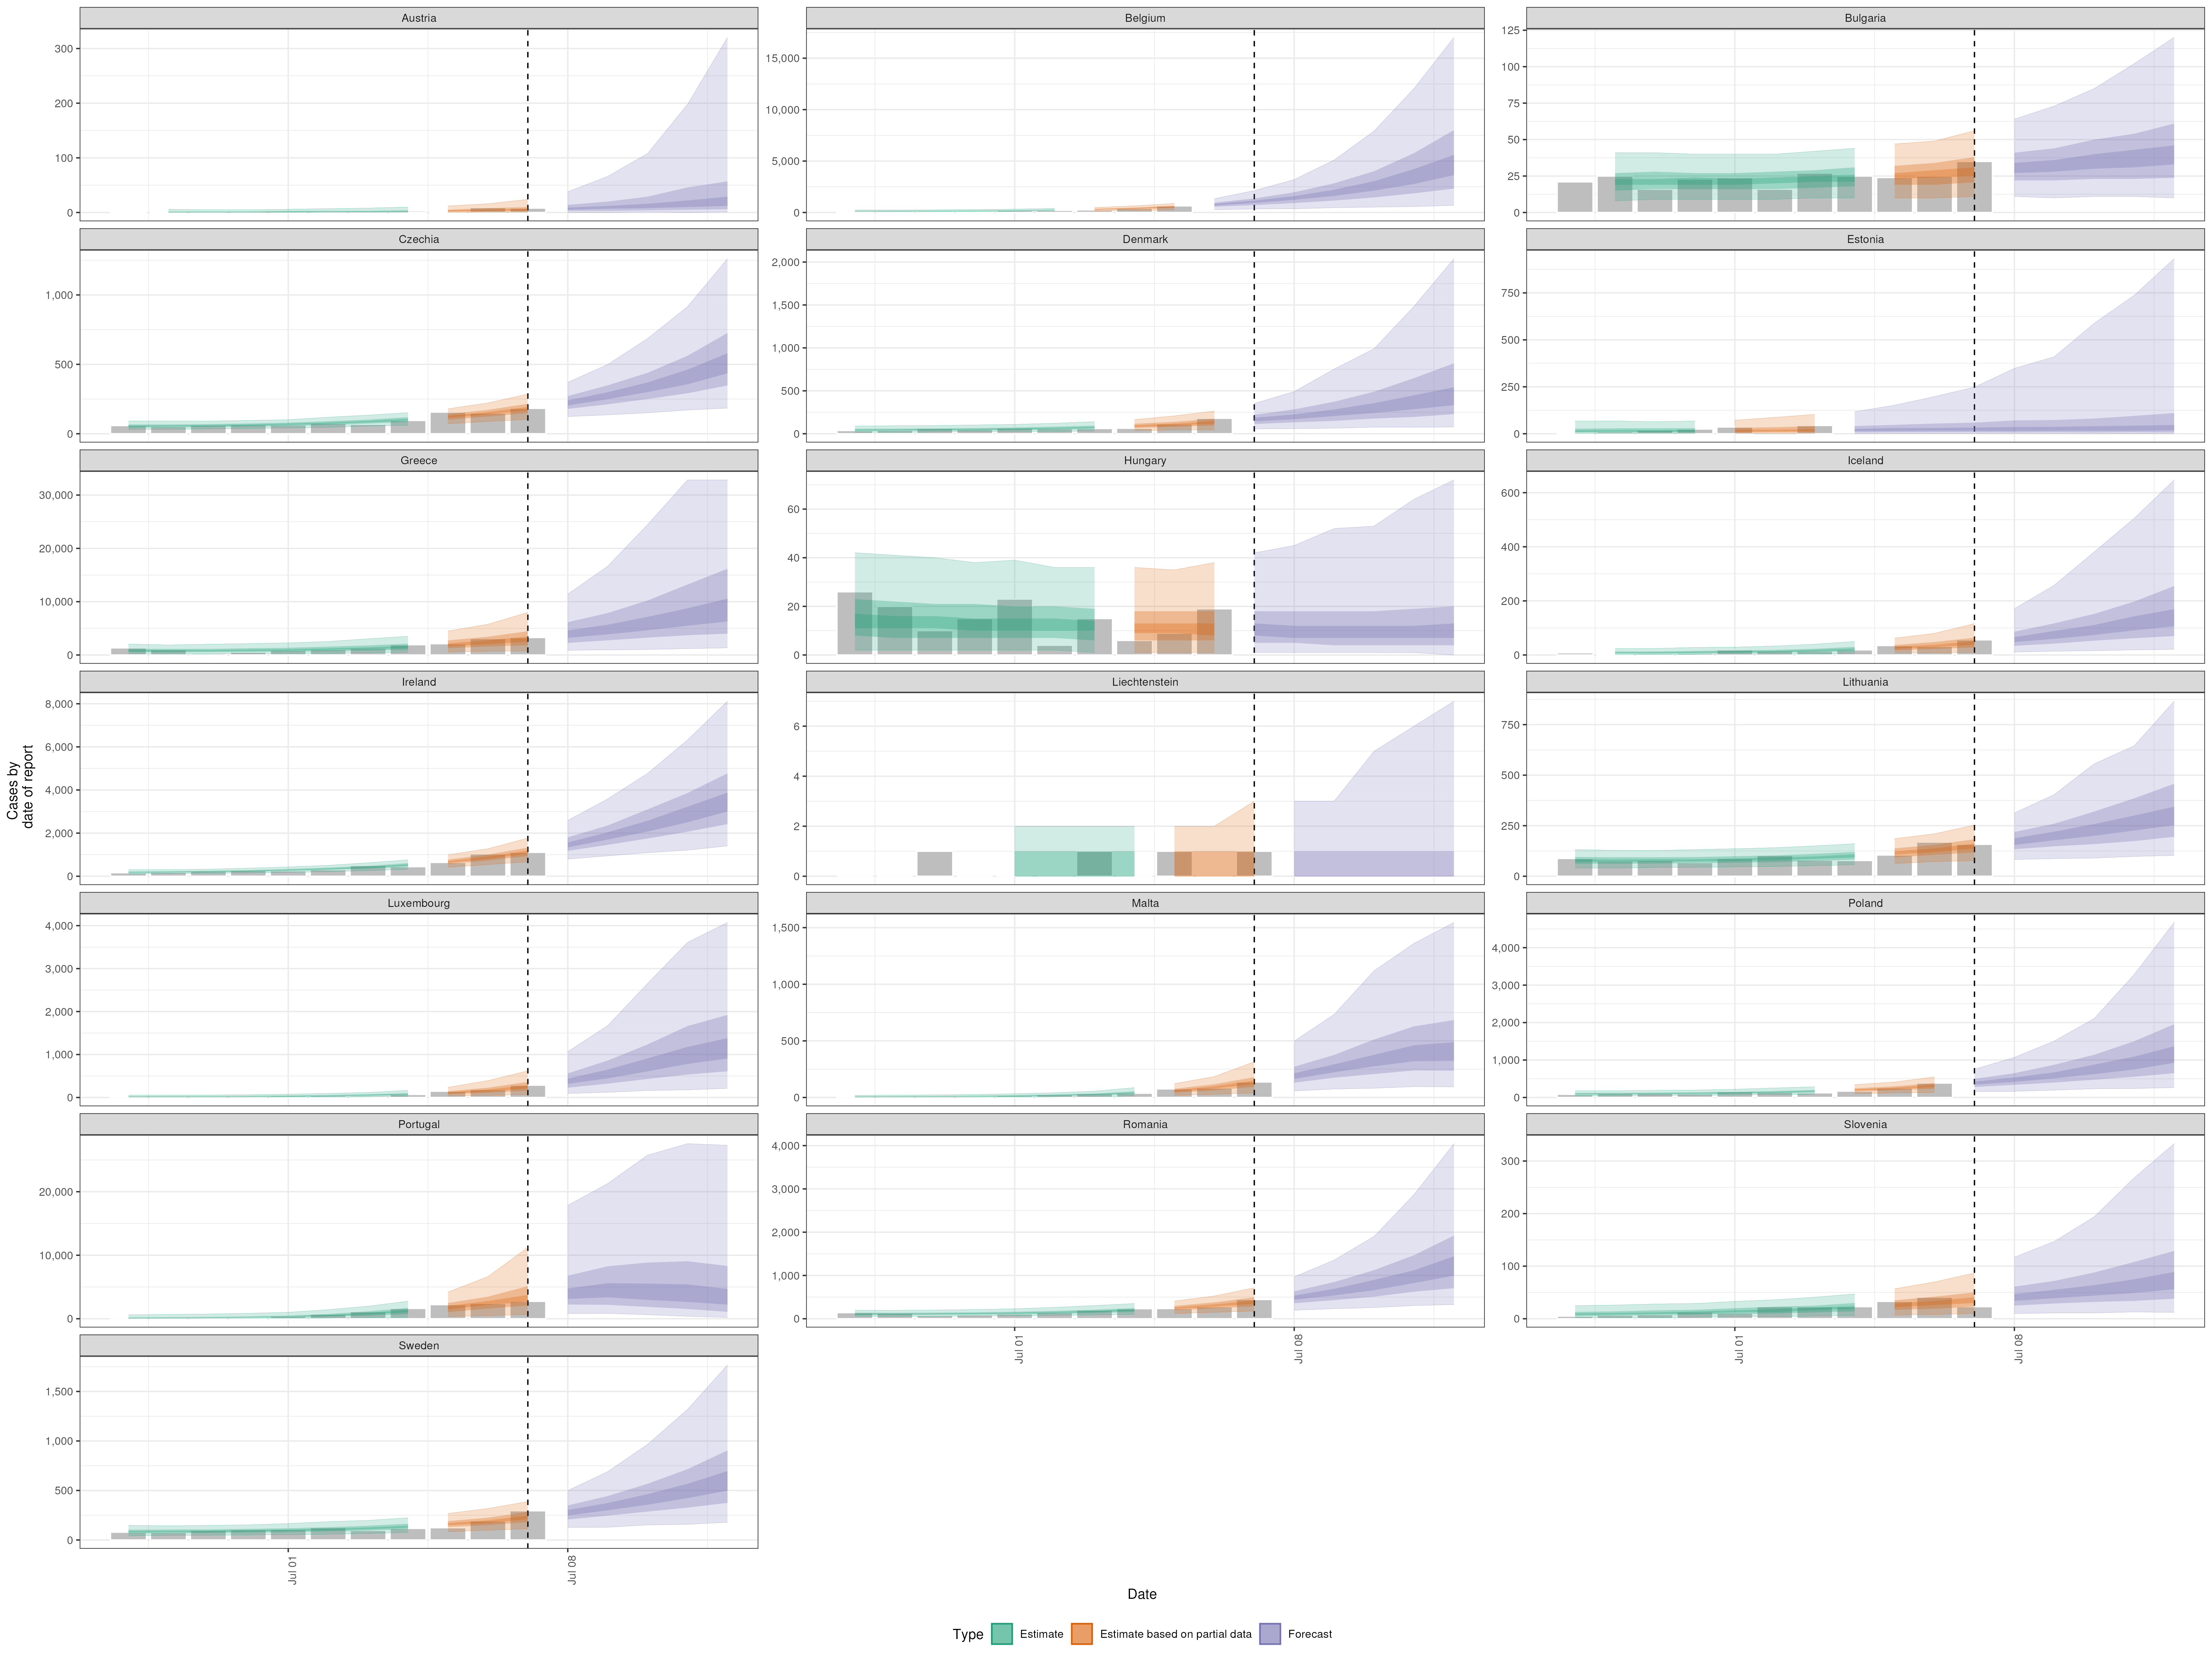 Austria
Belgium
Bulgaria
300
200
100
0
15,000
10,000
5,000
0
125
100
75
50
25
0
Czechia
Denmark
Estonia
1,000
500
0
2,000
1,500
1,000
500
0
750
500
250
0
Greece
Hungary
Iceland
30,000
20,000
10,000
0
60
40
20
0
600
400
200
0
Ireland
Liechtenstein
Lithuania
8,000
6,000
4,000
2,000
0
6
4
2
0
750
500
250
0
Cases by
date of report
Luxembourg
Malta
Poland
4,000
3,000
2,000
1,000
0
1,500
1,000
500
0
4,000
3,000
2,000
1,000
0
Portugal
Romania
Slovenia
20,000
10,000
0
4,000
3,000
2,000
1,000
0
300
200
100
0
Jul 01
Jul 08
Jul 01
Jul 08
Sweden
1,500
1,000
500
0
Jul 01
Jul 08
Date
Type Estimate Estimate based on partial data Forecast